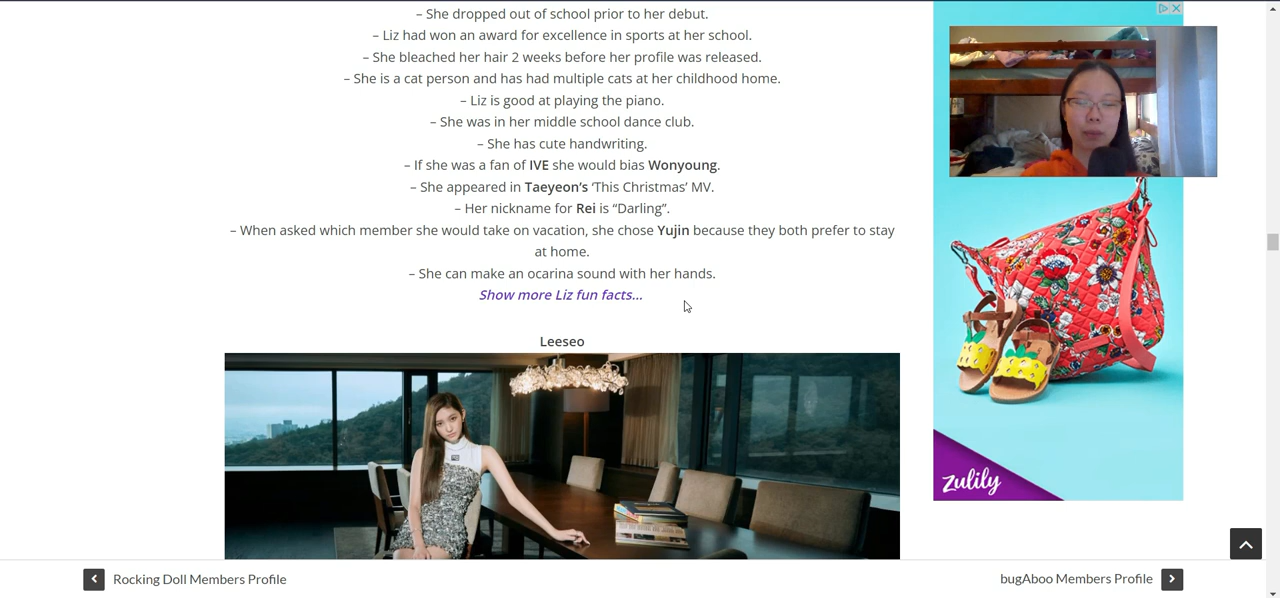 – She dropped out of school prior to her debut.
– Liz had won an award for excellence in sports at her school.
– She bleached her hair 2 weeks before her profile was released.
– She is a cat person and has had multiple cats at her childhood home.
– Liz is good at playing the piano.
– She was in her middle school dance club.
– She has cute handwriting.
– If she was a fan of IVE she would bias Wonyoung.
– She appeared in Taeyeon’s ‘This Christmas’ MV.
– Her nickname for Rei is “Darling”.
– When asked which member she would take on vacation, she chose Yujin because they both prefer to stay
at home.
– She can make an ocarina sound with her hands.
Show more Liz fun facts...
Leeseo
zulily
Rocking Doll Members Profile
bugAboo Members Profile